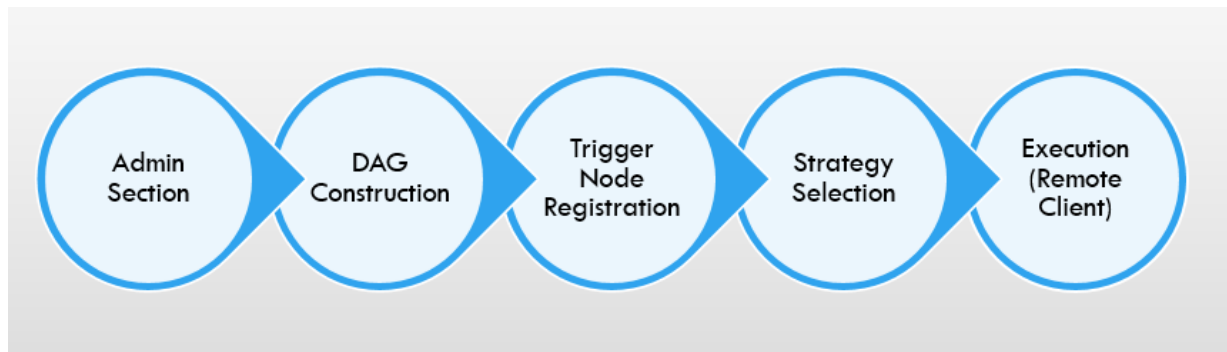 Admin
Section
DAG
Construction
Trigger
Node
Registration
Strategy
Selection
Execution
(Remote
Client)